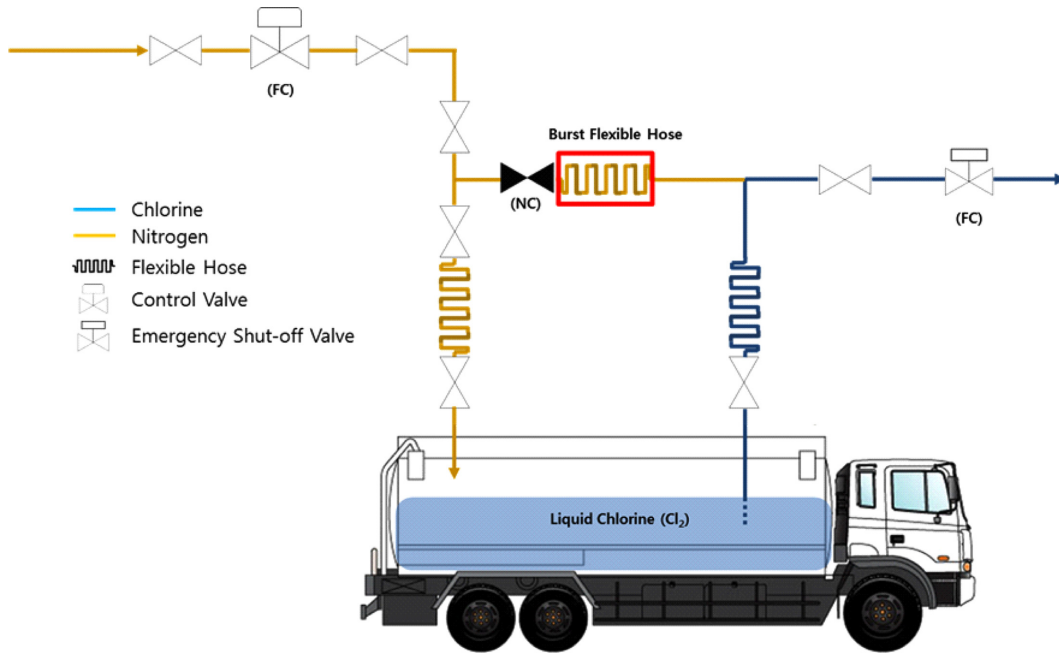 (FC)
Burst Flexible Hose
(NC)
(FC)
Chlorine
Nitrogen
Flexible Hose
Control Valve
Emergency Shut-off Valve
Liquid Chlorine (Cl₂)